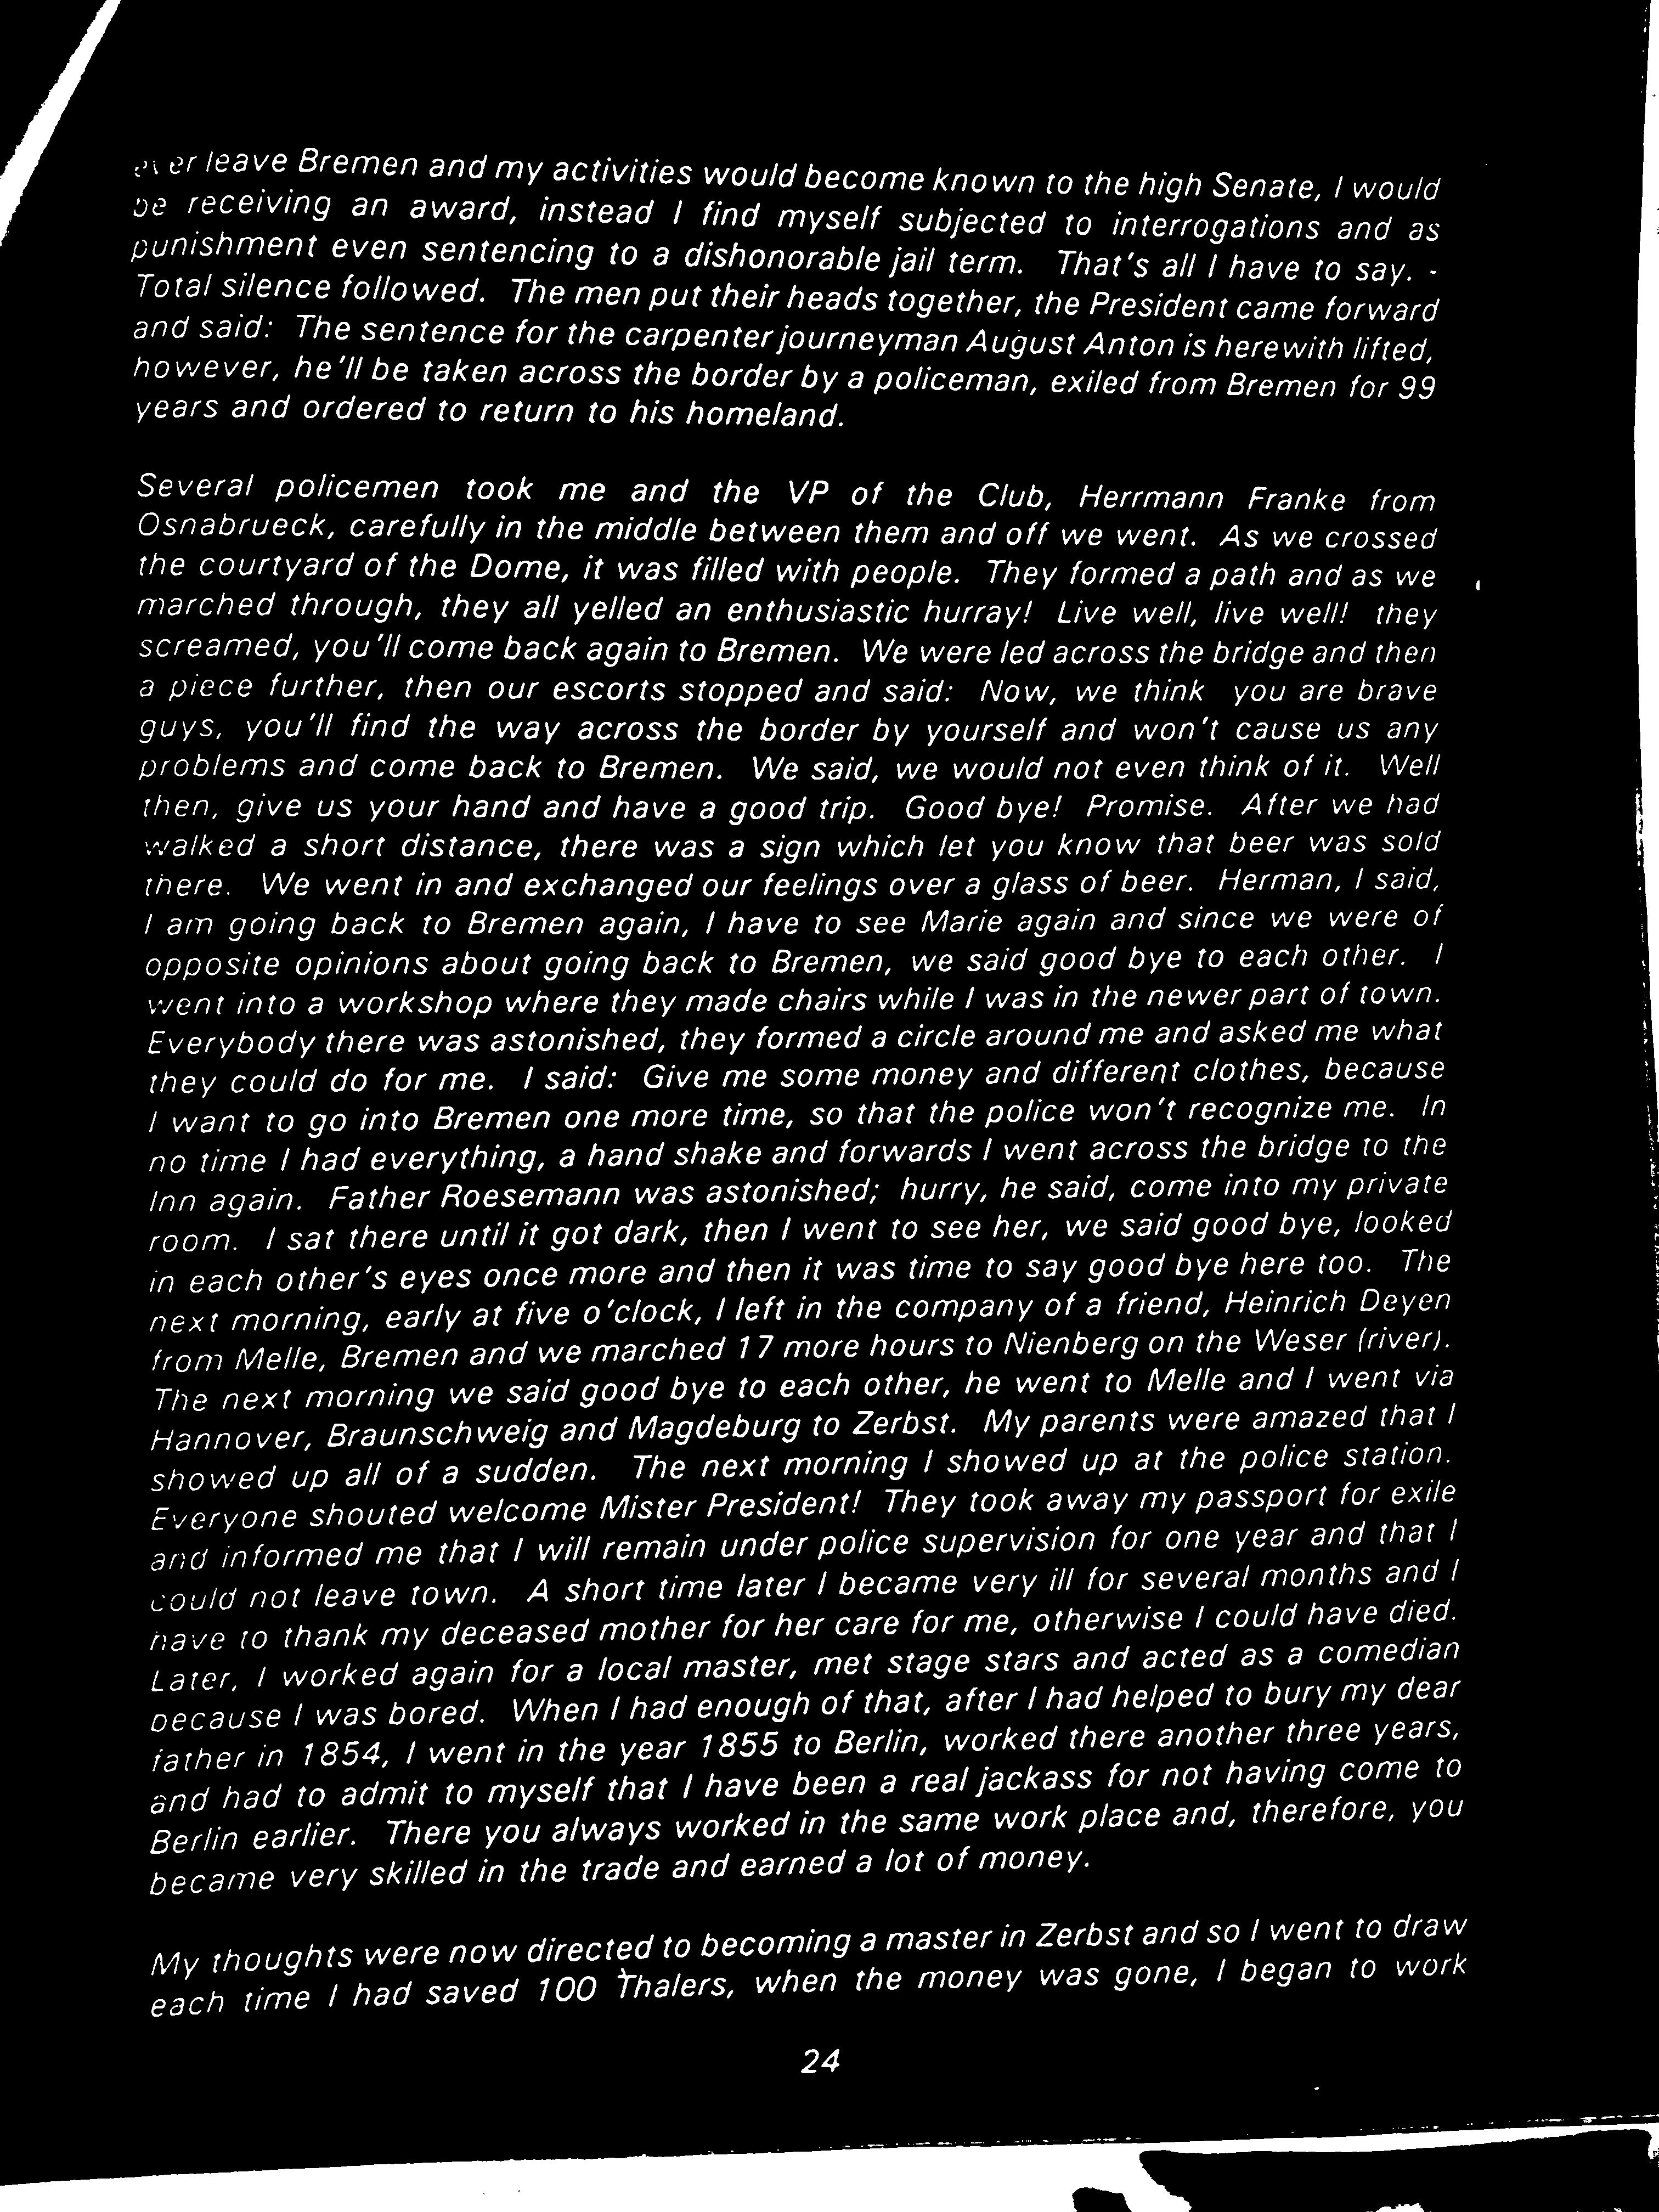 ever leave Bremen and my activities would become known to the high Senate, I would
be receiving an award, instead I find myself subjected to interrogations and as
punishment even sentencing to a dishonorable jail term. That's all I have to say. -
Total silence followed. The men put their heads together, the President came forward
and said: The sentence for the carpenter journeyman August Anton is herewith lifted,
however, he'll be taken across the border by a policeman, exiled from Bremen for 99
years and ordered to return to his homeland.

Several policemen took me and the VP of the Club, Herrmann Franke from
Osnabrueck, carefully in the middle between them and off we went. As we crossed
the courtyard of the Dome, it was filled with people. They formed a path and as we
marched through, they all yelled an enthusiastic hurray! Live well, live well! they
screamed, you'll come back again to Bremen. We were led across the bridge and then
a piece further, then our escorts stopped and said: Now, we think you are brave
guys, you'll find the way across the border by yourself and won't cause us any
problems and come back to Bremen. We said, we would not even think of it. Well
then, give us your hand and have a good trip. Good bye! Promise. After we had
walked a short distance, there was a sign which let you know that beer was sold
there. We went in and exchanged our feelings over a glass of beer. Herman, I said,
I am going back to Bremen again, I have to see Marie again and since we were of
opposite opinions about going back to Bremen, we said good bye to each other. I
went into a workshop where they made chairs while I was in the newer part of town.
Everybody there was astonished, they formed a circle around me and asked me what
they could do for me. I said: Give me some money and different clothes, because
I want to go into Bremen one more time, so that the police won't recognize me. In
no time I had everything, a hand shake and forwards I went across the bridge to the
Inn again. Father Roesemann was astonished; hurry, he said, come into my private
room. I sat there until it got dark, then I went to see her, we said good bye, looked
in each other's eyes once more and then it was time to say good bye here too. The
next morning, early at five o'clock, I left in the company of a friend, Heinrich Deyen
from Melle, Bremen and we marched 17 more hours to Nienberg on the Weser (river).
The next morning we said good bye to each other, he went to Melle and I went via
Hannover, Braunschweig and Magdeburg to Zerbst. My parents were amazed that I
showed up all of a sudden. The next morning I showed up at the police station.
Everyone shouted welcome Mister President! They took away my passport for exile
and informed me that I will remain under police supervision for one year and that I
could not leave town. A short time later I became very ill for several months and I
have to thank my deceased mother for her care for me, otherwise I could have died.
Later, I worked again for a local master, met stage stars and acted as a comedian
because I was bored. When I had enough of that, after I had helped to bury my dear
father in 1854, I went in the year 1855 to Berlin, worked there another three years,
and had to admit to myself that I have been a real jackass for not having come to
Berlin earlier. There you always worked in the same work place and, therefore, you
became very skilled in the trade and earned a lot of money.

My thoughts were now directed to becoming a master in Zerbst and so I went to draw
each time I had saved 100 Thalers, when the money was gone, I began to work

24